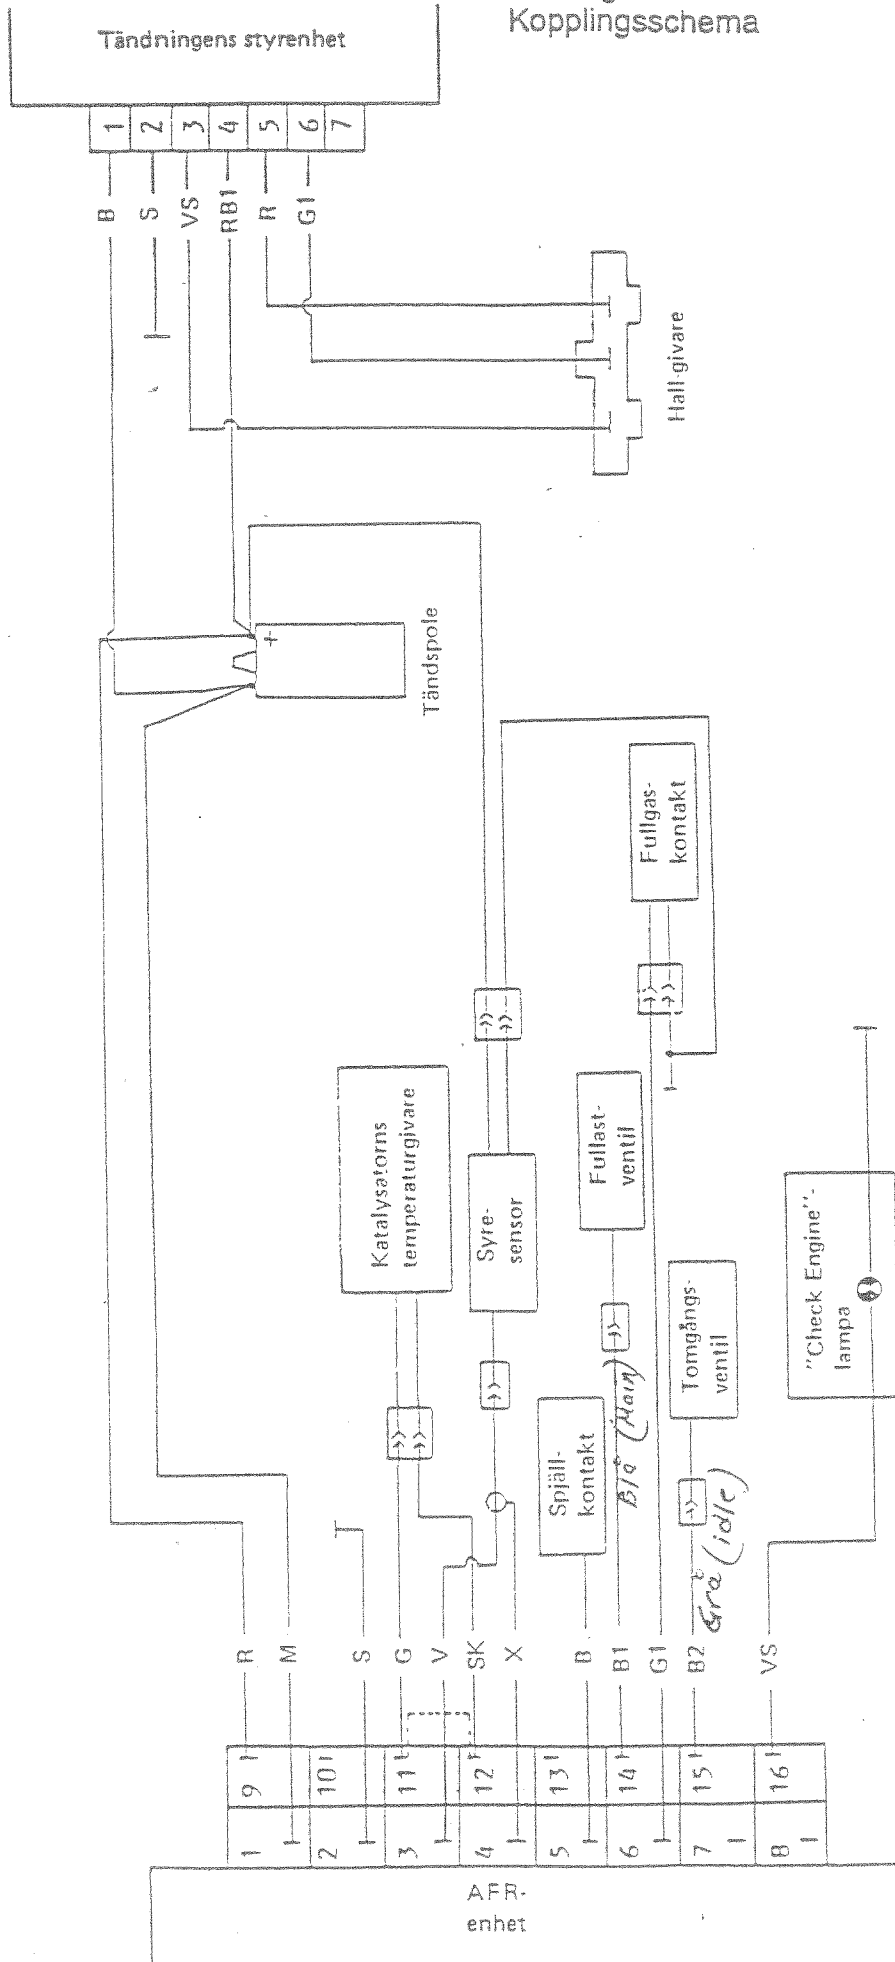 Kopplingsschema
Tändningens styrenhet
1
2
3
4
5
6
7
B
S
VS
RB1
R
G1
Hall-givare
+
Tändspole
Fullgas-
kontakt
Katalysatorns
temperaturgivare
Syre-
sensor
Fullast-
ventil
Spjäll-
kontakt
Tomgångs-
ventil
"Check Engine"-
lampa
Blå (Main)
Grå (idle)
R
M
S
G
V
SK
X
B
B1
G1
B2
VS
9
10
11
12
13
14
15
16
1
2
3
4
5
6
7
8
AFR-
enhet